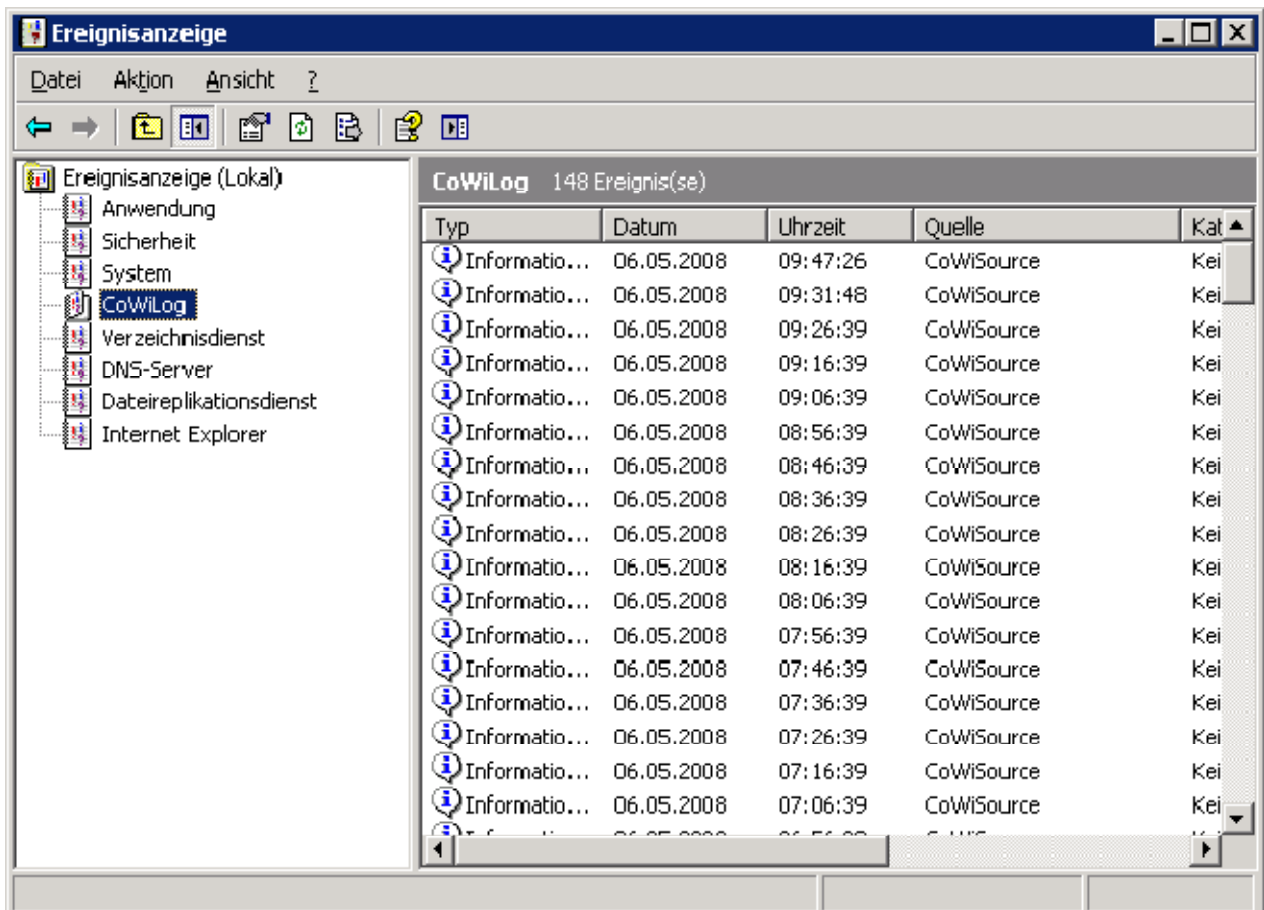 Ereignisanzeige
Datei Aktion Ansicht ?
Ereignisanzeige (Lokal)
Anwendung
Sicherheit
System
CoWiLog
Verzeichnisdienst
DNS-Server
Dateireplikationsdienst
Internet Explorer
CoWiLog 148 Ereignis(se)
Typ Datum Uhrzeit Quelle Kat
Informatio... 06.05.2008 09:47:26 CoWiSource Kei
Informatio... 06.05.2008 09:31:48 CoWiSource Kei
Informatio... 06.05.2008 09:26:39 CoWiSource Kei
Informatio... 06.05.2008 09:16:39 CoWiSource Kei
Informatio... 06.05.2008 09:06:39 CoWiSource Kei
Informatio... 06.05.2008 08:56:39 CoWiSource Kei
Informatio... 06.05.2008 08:46:39 CoWiSource Kei
Informatio... 06.05.2008 08:36:39 CoWiSource Kei
Informatio... 06.05.2008 08:26:39 CoWiSource Kei
Informatio... 06.05.2008 08:16:39 CoWiSource Kei
Informatio... 06.05.2008 08:06:39 CoWiSource Kei
Informatio... 06.05.2008 07:56:39 CoWiSource Kei
Informatio... 06.05.2008 07:46:39 CoWiSource Kei
Informatio... 06.05.2008 07:36:39 CoWiSource Kei
Informatio... 06.05.2008 07:26:39 CoWiSource Kei
Informatio... 06.05.2008 07:16:39 CoWiSource Kei
Informatio... 06.05.2008 07:06:39 CoWiSource Kei